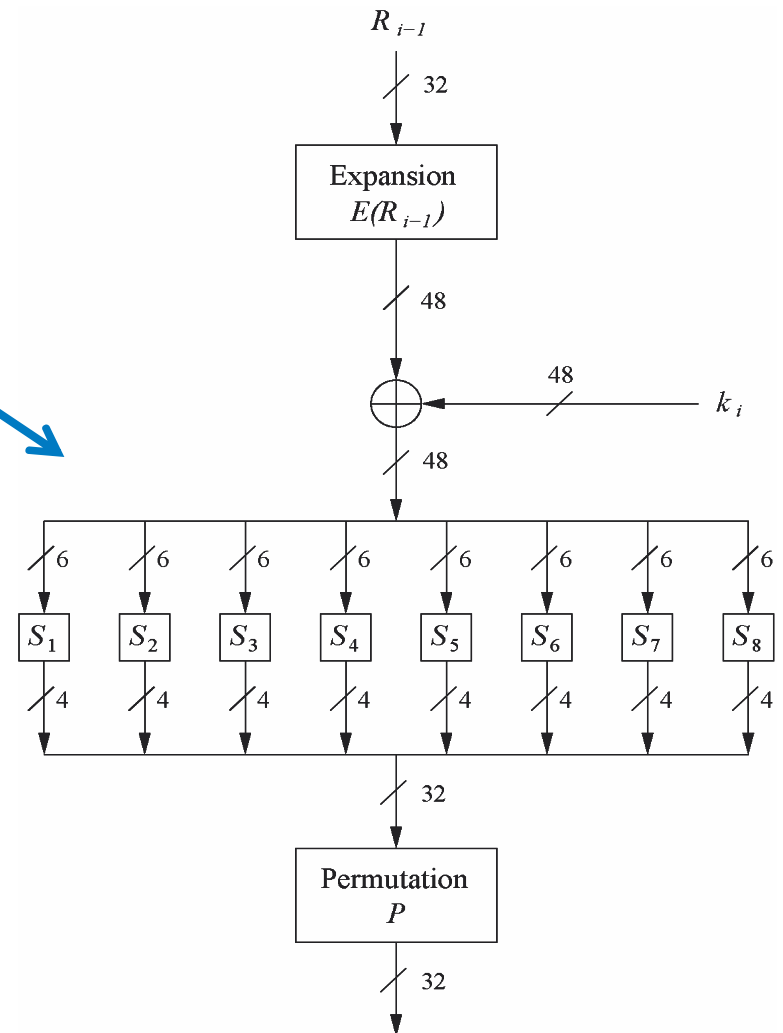 R i−1
32
Expansion
E(R i−1)
48
48
k i
48
6 6 6 6 6 6 6 6
S1 S2 S3 S4 S5 S6 S7 S8
4 4 4 4 4 4 4 4
32
Permutation
P
32